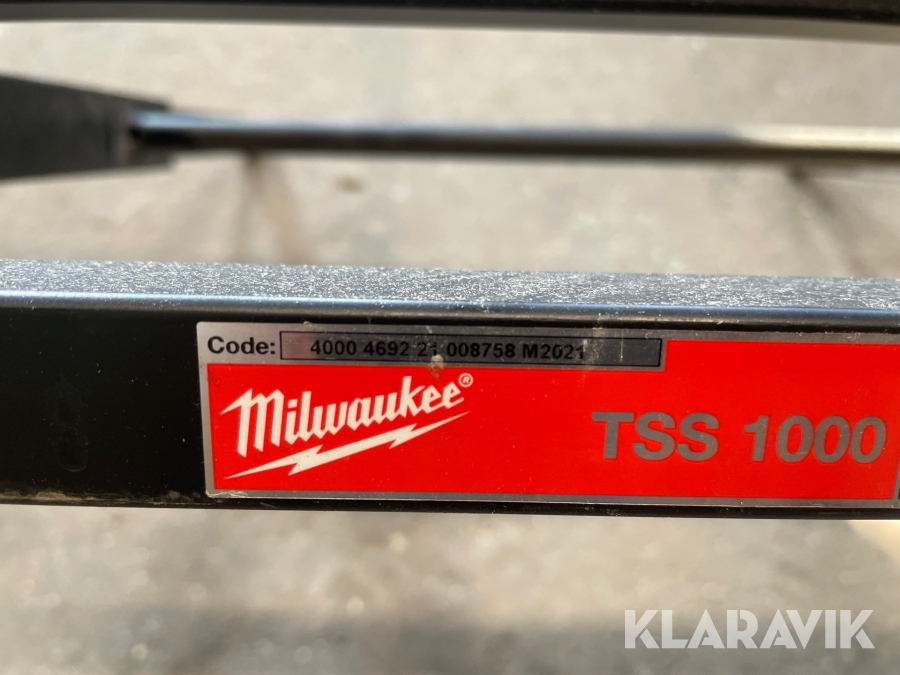 Code: 4000 4692 21 008758 M2021
Milwaukee®
TSS 1000
KLARAVIK